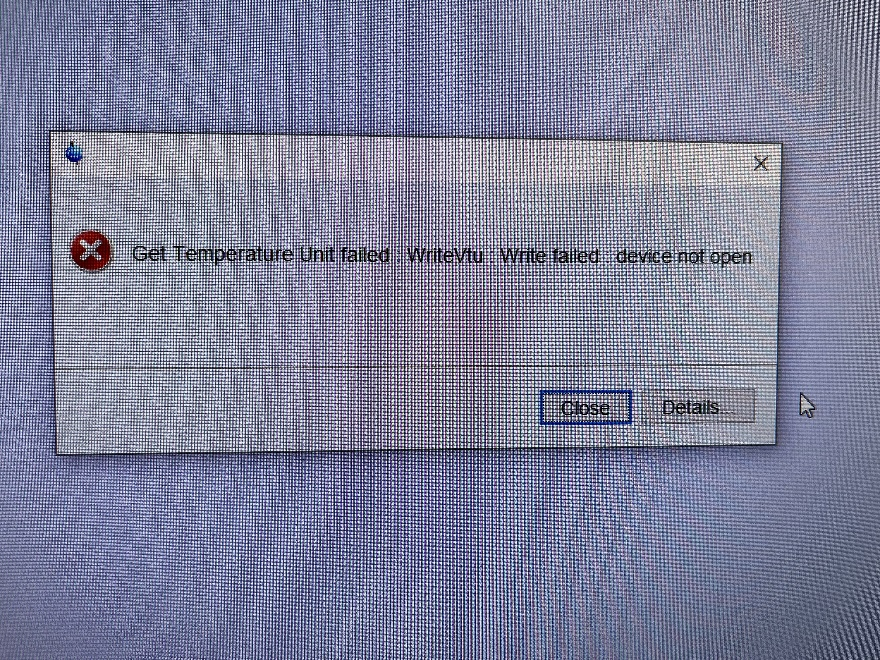 Get Temperature Unit failed : WriteVtu : Write failed : device not open
Close
Details...